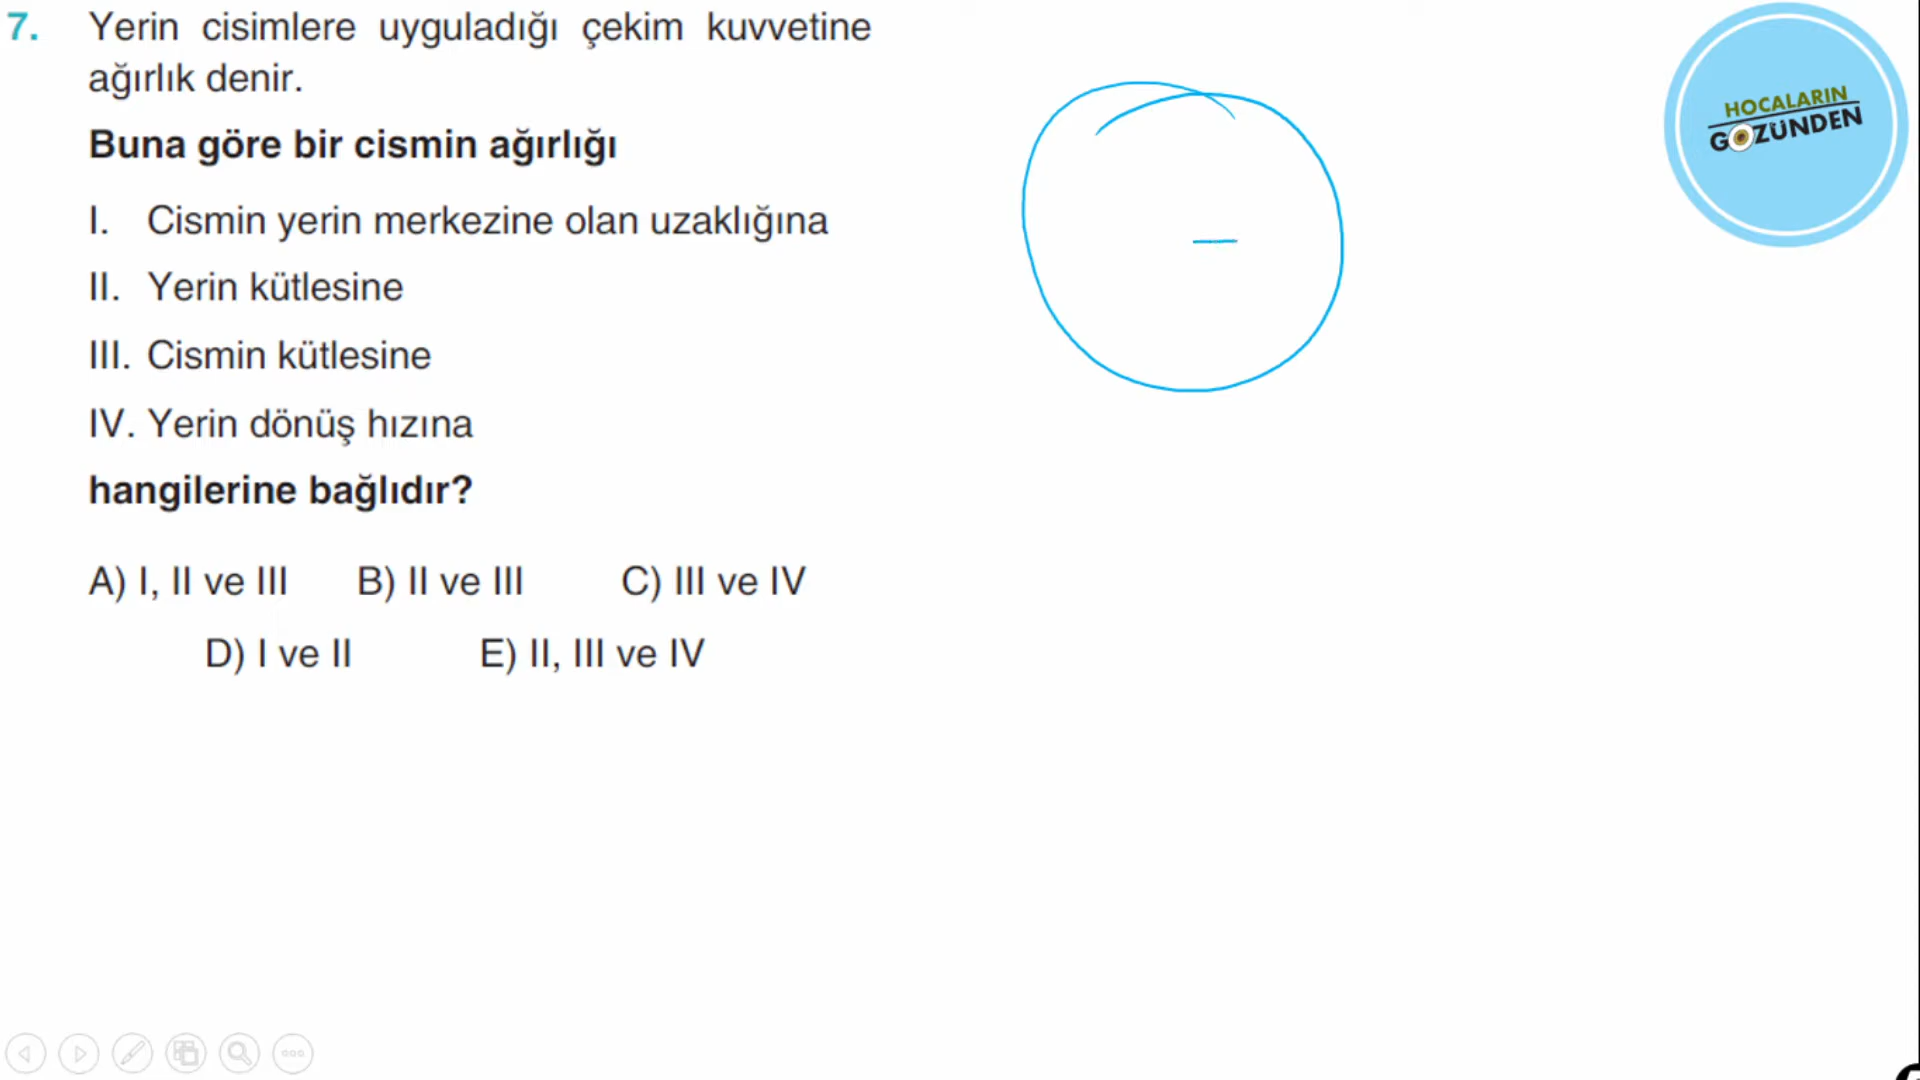 7. Yerin cisimlere uyguladığı çekim kuvvetine
ağırlık denir.
Buna göre bir cismin ağırlığı
I. Cismin yerin merkezine olan uzaklığına
II. Yerin kütlesine
III. Cismin kütlesine
IV. Yerin dönüş hızına
hangilerine bağlıdır?
A) I, II ve III B) II ve III C) III ve IV
D) I ve II E) II, III ve IV
HOCALARIN
GÖZÜNDEN